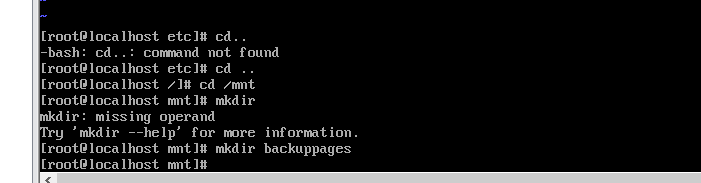 ~
~
[root@localhost etc]# cd..
-bash: cd..: command not found
[root@localhost etc]# cd ..
[root@localhost /]# cd /mnt
[root@localhost mnt]# mkdir
mkdir: missing operand
Try 'mkdir --help' for more information.
[root@localhost mnt]# mkdir backuppages
[root@localhost mnt]#